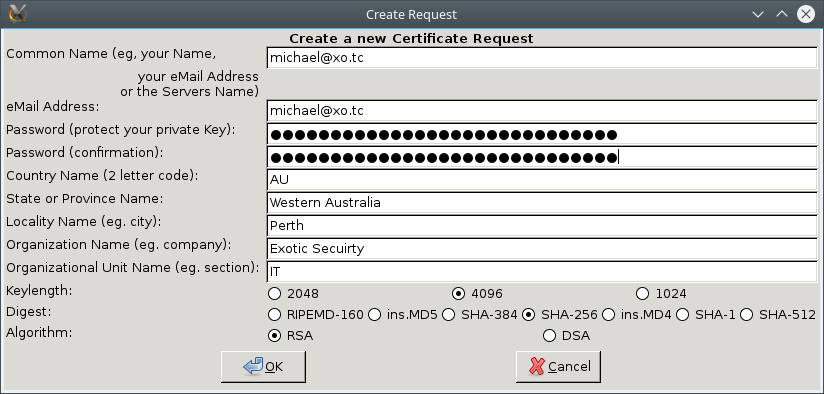 Create Request
Create a new Certificate Request
Common Name (eg, your Name,
your eMail Address
or the Servers Name)
michael@xo.tc
eMail Address: michael@xo.tc
Password (protect your private Key): ●●●●●●●●●●●●●●●●●●●●●●●●●●●●●
Password (confirmation): ●●●●●●●●●●●●●●●●●●●●●●●●●●●●●
Country Name (2 letter code): AU
State or Province Name: Western Australia
Locality Name (eg. city): Perth
Organization Name (eg. company): Exotic Secuirty
Organizational Unit Name (eg. section): IT
Keylength: 2048 4096 1024
Digest: RIPEMD-160 ins.MD5 SHA-384 SHA-256 ins.MD4 SHA-1 SHA-512
Algorithm: RSA DSA
OK Cancel